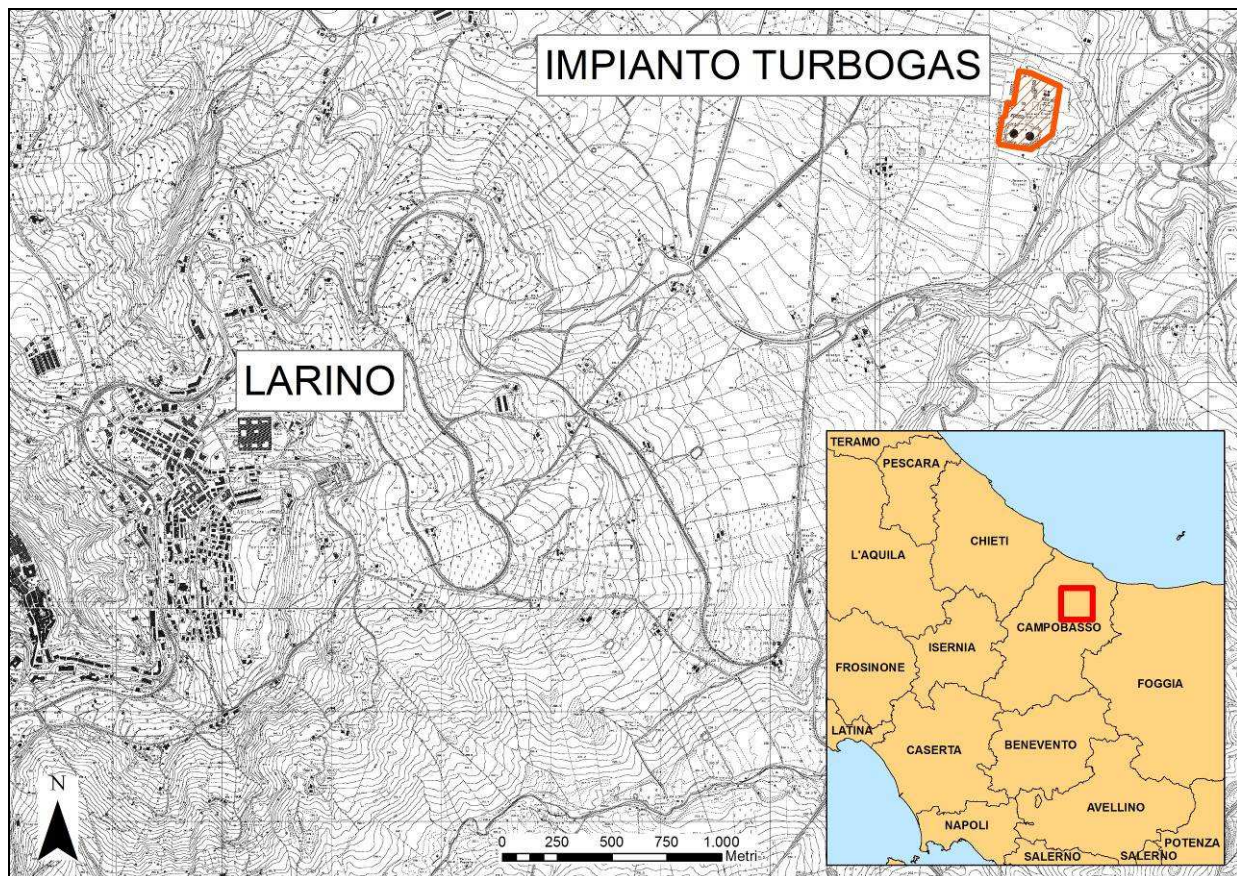 IMPIANTO TURBOGAS
LARINO
TERAMO
PESCARA
CHIETI
L'AQUILA
CAMPOBASSO
ISERNIA
FROSINONE
FOGGIA
LATINA
CASERTA
BENEVENTO
AVELLINO
NAPOLI
POTENZA
SALERNO
SALERNO
N
0 250 500 750 1.000
Metri